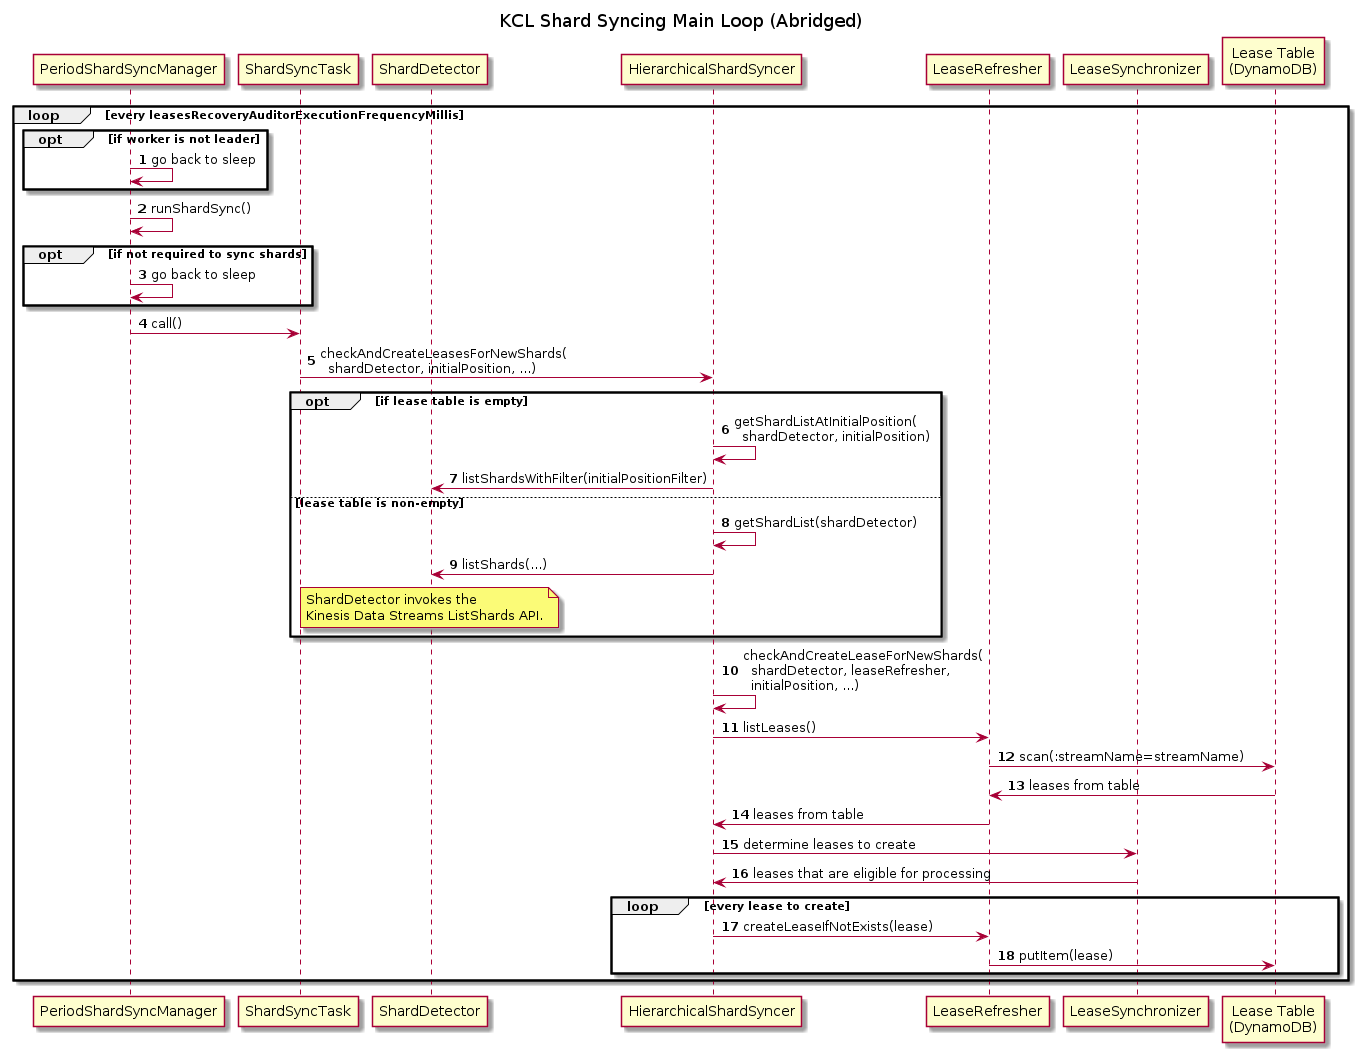 KCL Shard Syncing Main Loop (Abridged)
PeriodShardSyncManager
ShardSyncTask
ShardDetector
HierarchicalShardSyncer
LeaseRefresher
LeaseSynchronizer
Lease Table
(DynamoDB)
loop [every leasesRecoveryAuditorExecutionFrequencyMillis]
opt [if worker is not leader]
1 go back to sleep
2 runShardSync()
opt [if not required to sync shards]
3 go back to sleep
4 call()
5 checkAndCreateLeasesForNewShards(
shardDetector, initialPosition, ...)
opt [if lease table is empty]
6 getShardListAtInitialPosition(
shardDetector, initialPosition)
7 listShardsWithFilter(initialPositionFilter)
[lease table is non-empty]
8 getShardList(shardDetector)
9 listShards(...)
ShardDetector invokes the
Kinesis Data Streams ListShards API.
10 checkAndCreateLeaseForNewShards(
shardDetector, leaseRefresher,
initialPosition, ...)
11 listLeases()
12 scan(:streamName=streamName)
13 leases from table
14 leases from table
15 determine leases to create
16 leases that are eligible for processing
loop [every lease to create]
17 createLeaseIfNotExists(lease)
18 putItem(lease)
PeriodShardSyncManager
ShardSyncTask
ShardDetector
HierarchicalShardSyncer
LeaseRefresher
LeaseSynchronizer
Lease Table
(DynamoDB)